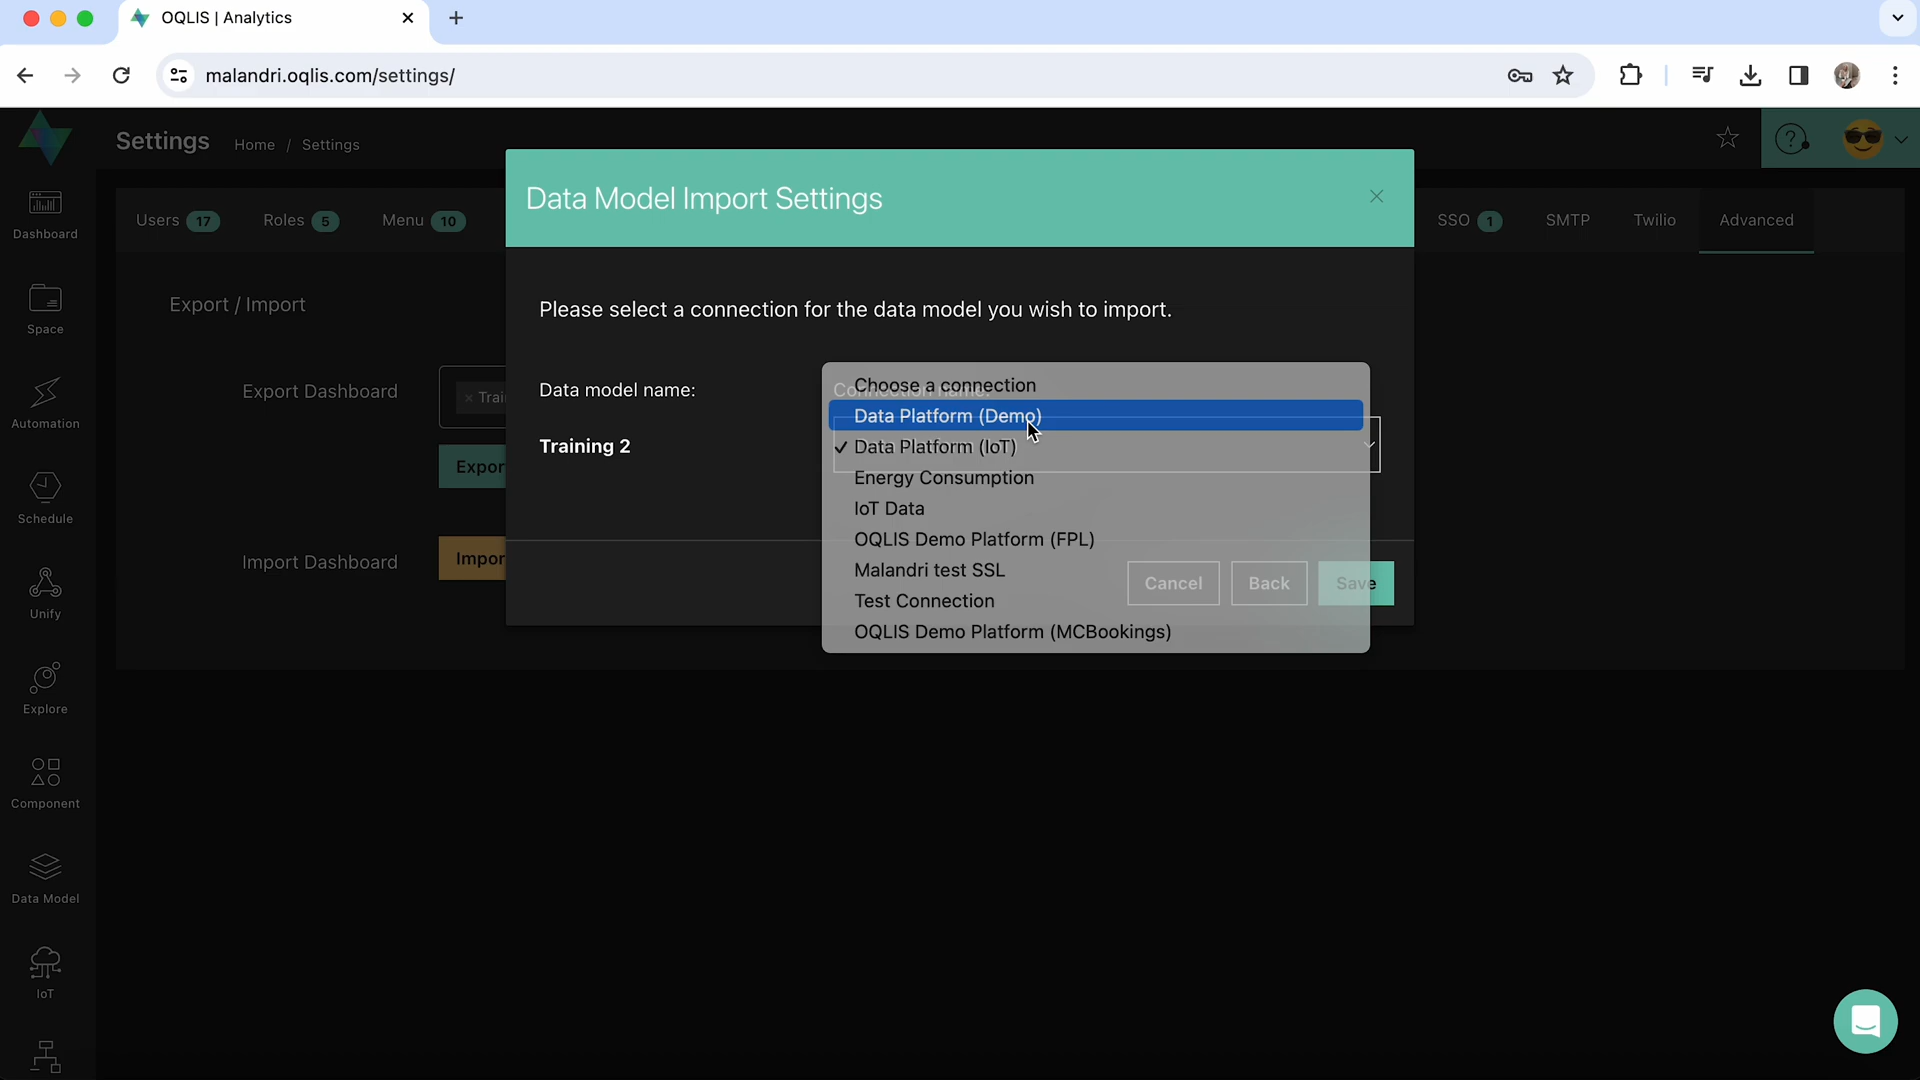 OQLIS | Analytics
malandri.oqlis.com/settings/
Settings
Home / Settings
Users 17
Roles 5
Menu 10
SSO 1
SMTP
Twilio
Advanced
Dashboard
Space
Automation
Schedule
Unify
Explore
Component
Data Model
IoT
Export / Import
Export Dashboard
× Trai
Expor
Import Dashboard
Impor
Data Model Import Settings
Please select a connection for the data model you wish to import.
Data model name:
Connection name:
Training 2
Choose a connection
Data Platform (Demo)
Data Platform (IoT)
Energy Consumption
IoT Data
OQLIS Demo Platform (FPL)
Malandri test SSL
Test Connection
OQLIS Demo Platform (MCBookings)
Cancel
Back
Save